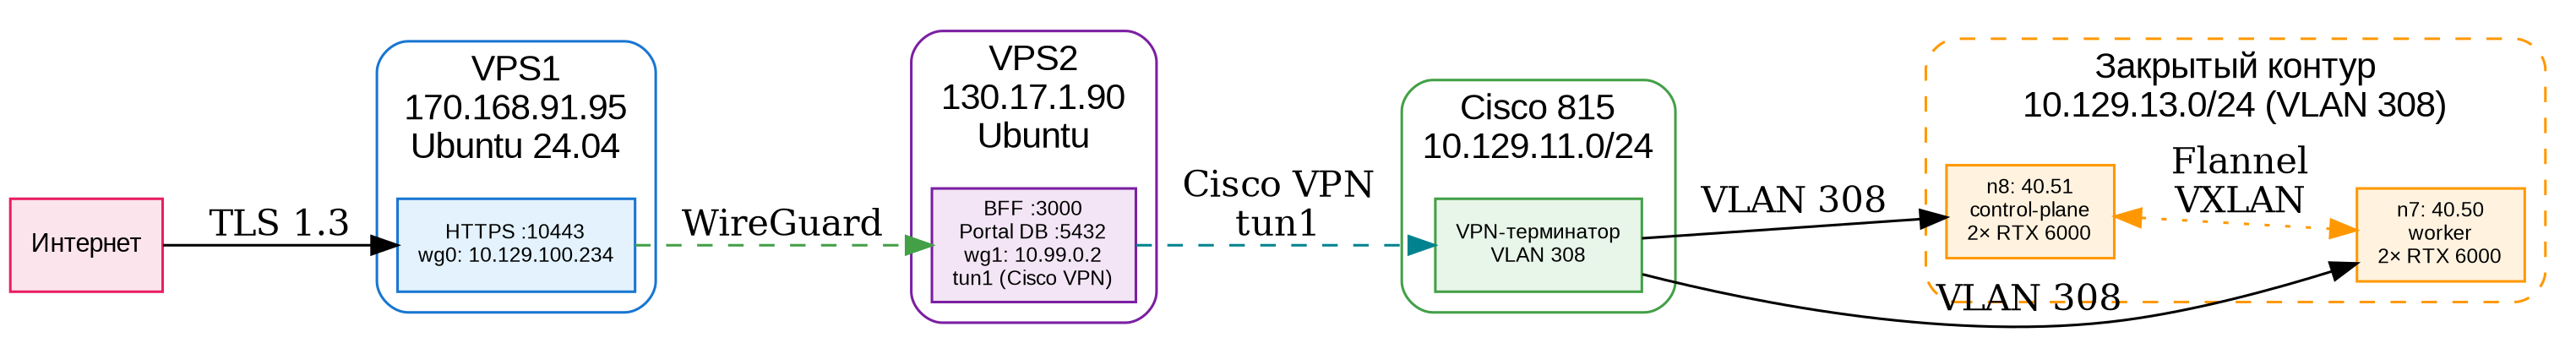 Интернет
TLS 1.3
VPS1
170.168.91.95
Ubuntu 24.04
HTTPS :10443
wg0: 10.129.100.234
WireGuard
VPS2
130.17.1.90
Ubuntu
BFF :3000
Portal DB :5432
wg1: 10.99.0.2
tun1 (Cisco VPN)
Cisco VPN
tun1
Cisco 815
10.129.11.0/24
VPN-терминатор
VLAN 308
VLAN 308
VLAN 308
Закрытый контур
10.129.13.0/24 (VLAN 308)
n8: 40.51
control-plane
2× RTX 6000
Flannel
VXLAN
n7: 40.50
worker
2× RTX 6000